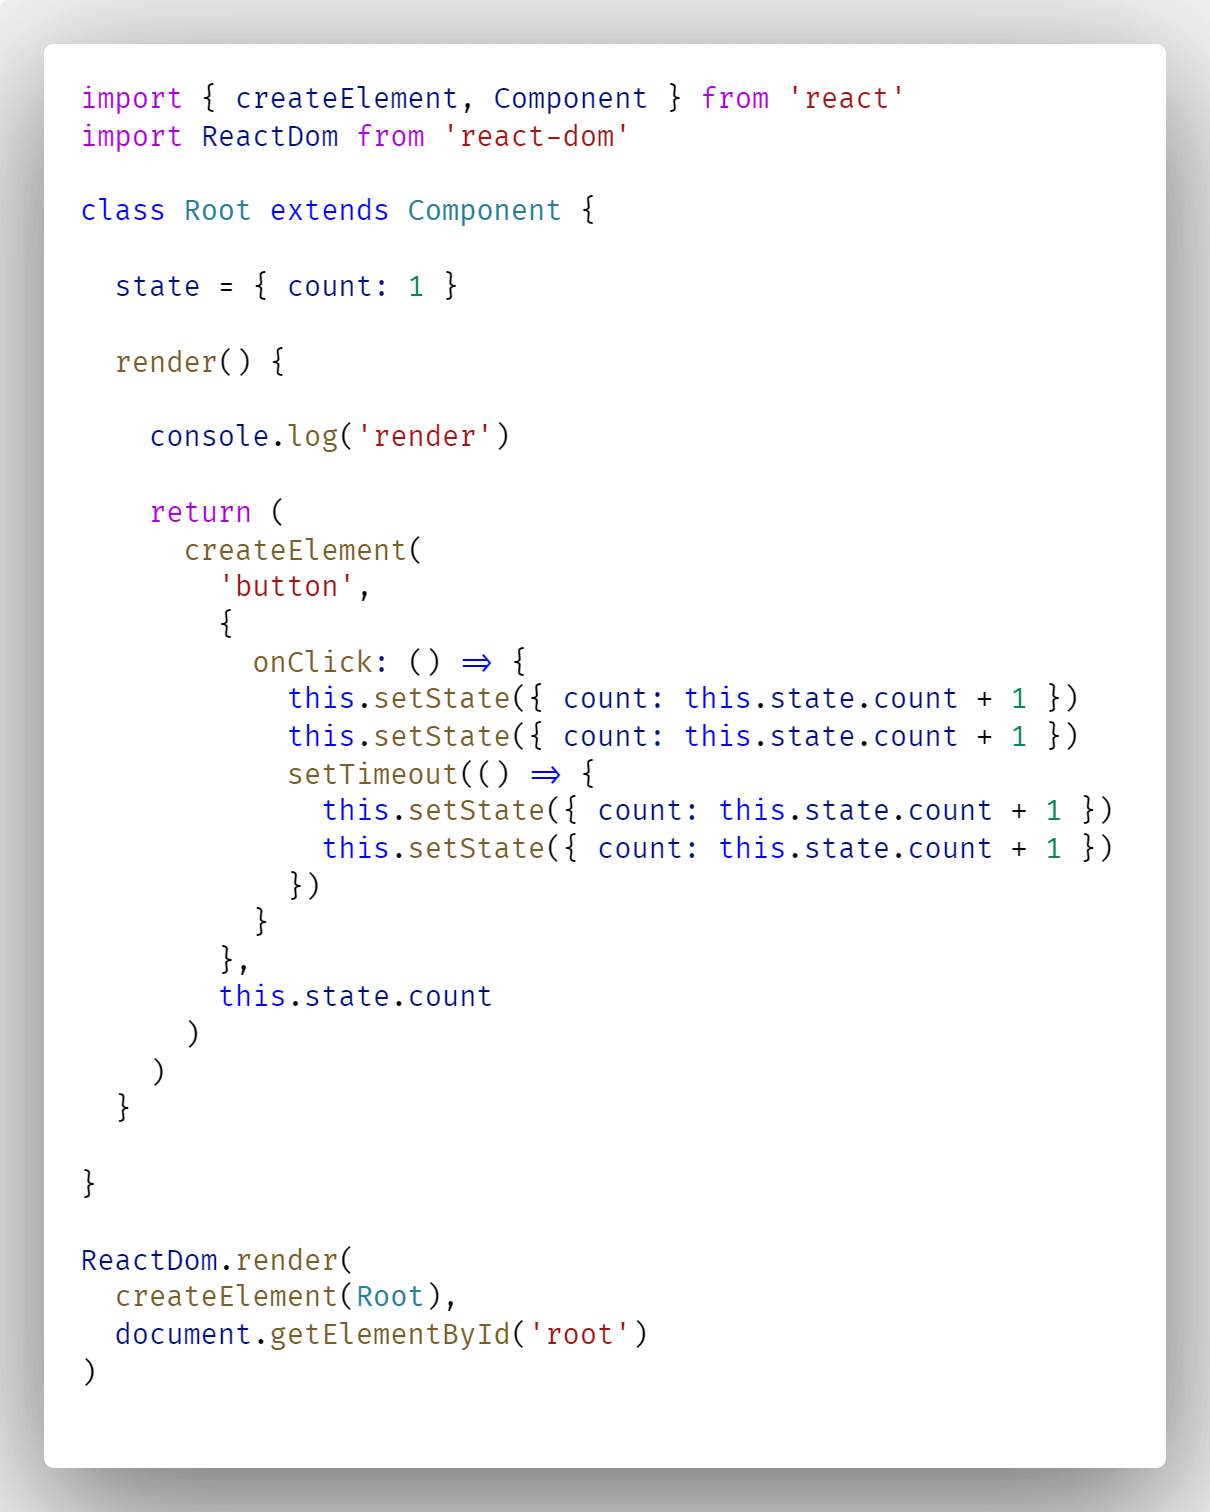 import { createElement, Component } from 'react'
import ReactDom from 'react-dom'

class Root extends Component {

  state = { count: 1 }

  render() {

    console.log('render')

    return (
      createElement(
        'button',
        {
          onClick: () => {
            this.setState({ count: this.state.count + 1 })
            this.setState({ count: this.state.count + 1 })
            setTimeout(() => {
              this.setState({ count: this.state.count + 1 })
              this.setState({ count: this.state.count + 1 })
            })
          }
        },
        this.state.count
      )
    )
  }

}

ReactDom.render(
  createElement(Root),
  document.getElementById('root')
)